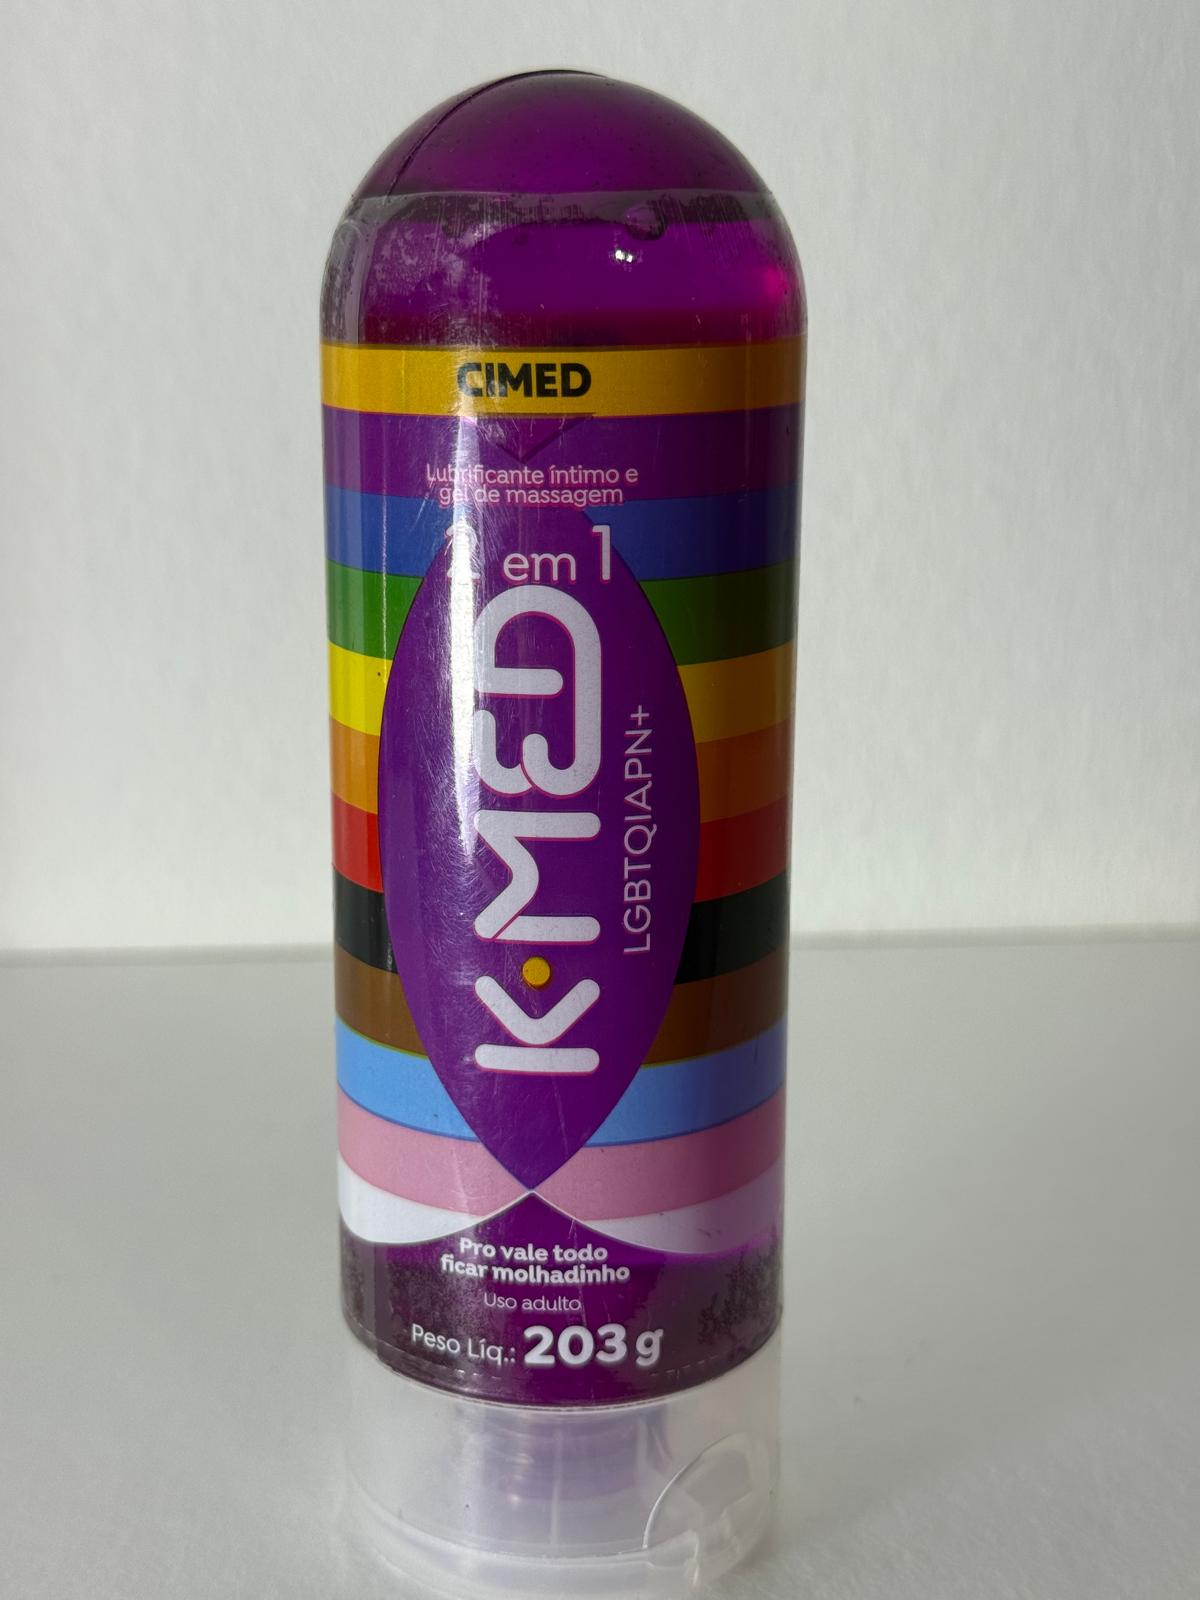 CIMED
Lubrificante íntimo e
gel de massagem
2 em 1
K•MED
LGBTQIAPN+
Pro vale todo
ficar molhadinho
Uso adulto
Peso Líq.: 203 g